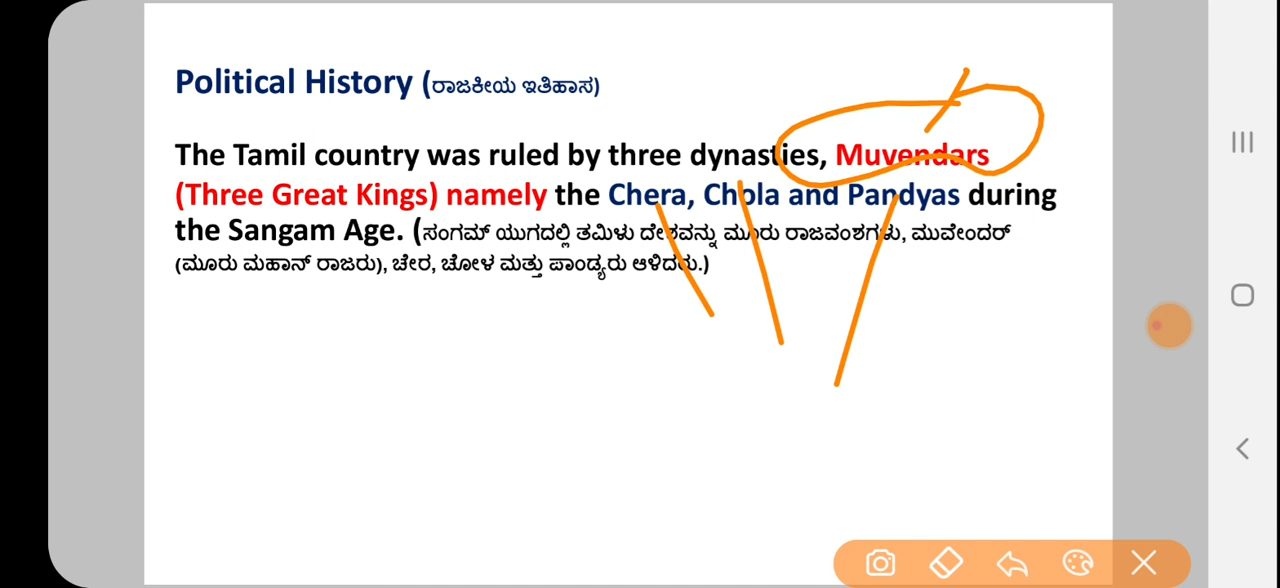 Political History (ರಾಜಕೀಯ ಇತಿಹಾಸ)
The Tamil country was ruled by three dynasties, Muvendars
(Three Great Kings) namely the Chera, Chola and Pandyas during
the Sangam Age. (ಸಂಗಮ್ ಯುಗದಲ್ಲಿ ತಮಿಳು ದೇಶವನ್ನು ಮೂರು ರಾಜವಂಶಗಳು, ಮುವೇಂದರ್
(ಮೂರು ಮಹಾನ್ ರಾಜರು), ಚೇರ, ಚೋಳ ಮತ್ತು ಪಾಂಡ್ಯರು ಆಳಿದರು.)